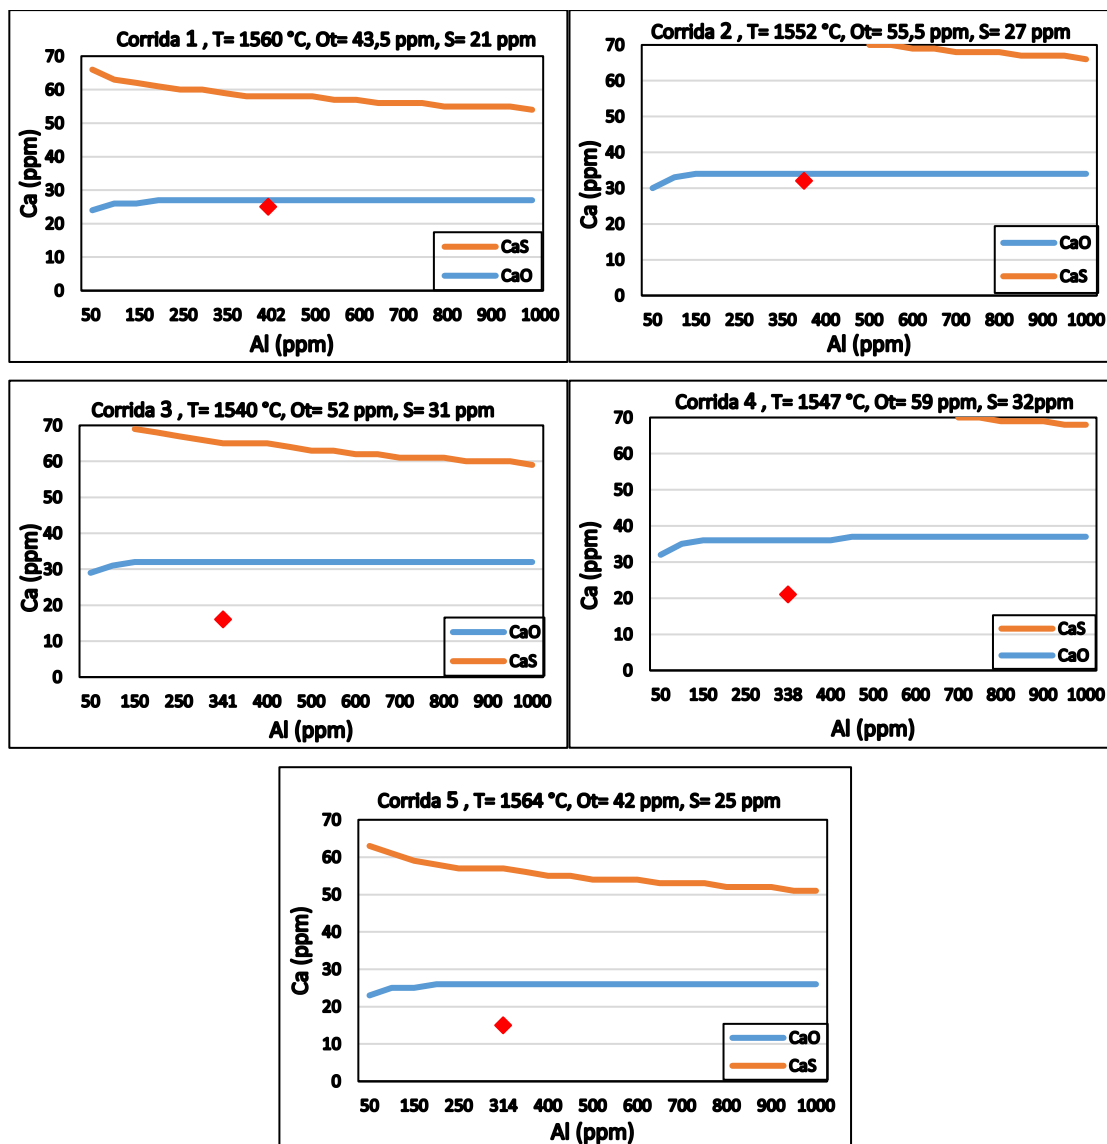 Corrida 1 , T= 1560 °C, Ot= 43,5 ppm, S= 21 ppm
70
60
50
40
30
20
10
0
Ca (ppm)
CaS
CaO
50 150 250 350 402 500 600 700 800 900 1000
Al (ppm)
Corrida 2 , T= 1552 °C, Ot= 55,5 ppm, S= 27 ppm
70
60
50
40
30
20
10
0
Ca (ppm)
CaO
CaS
50 150 250 350 400 500 600 700 800 900 1000
Al (ppm)
Corrida 3 , T= 1540 °C, Ot= 52 ppm, S= 31 ppm
70
60
50
40
30
20
10
0
Ca (ppm)
CaO
CaS
50 150 250 341 400 500 600 700 800 900 1000
Al (ppm)
Corrida 4 , T= 1547 °C, Ot= 59 ppm, S= 32ppm
70
60
50
40
30
20
10
0
Ca (ppm)
CaS
CaO
50 150 250 338 400 500 600 700 800 900 1000
Al (ppm)
Corrida 5 , T= 1564 °C, Ot= 42 ppm, S= 25 ppm
70
60
50
40
30
20
10
0
Ca (ppm)
CaO
CaS
50 150 250 314 400 500 600 700 800 900 1000
Al (ppm)